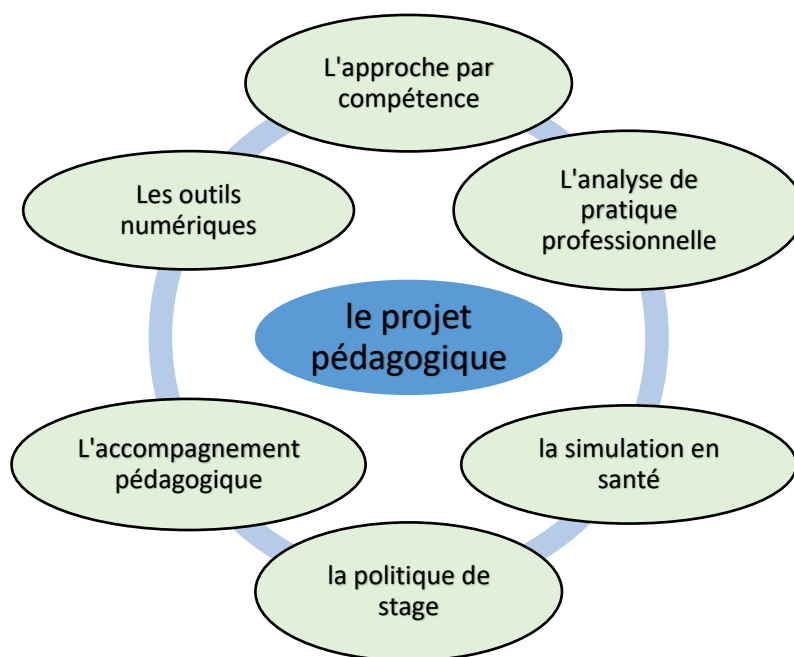 L'approche par
compétence
L'analyse de
pratique
professionnelle
la simulation en
santé
la politique de
stage
L'accompagnement
pédagogique
Les outils
numériques
le projet
pédagogique